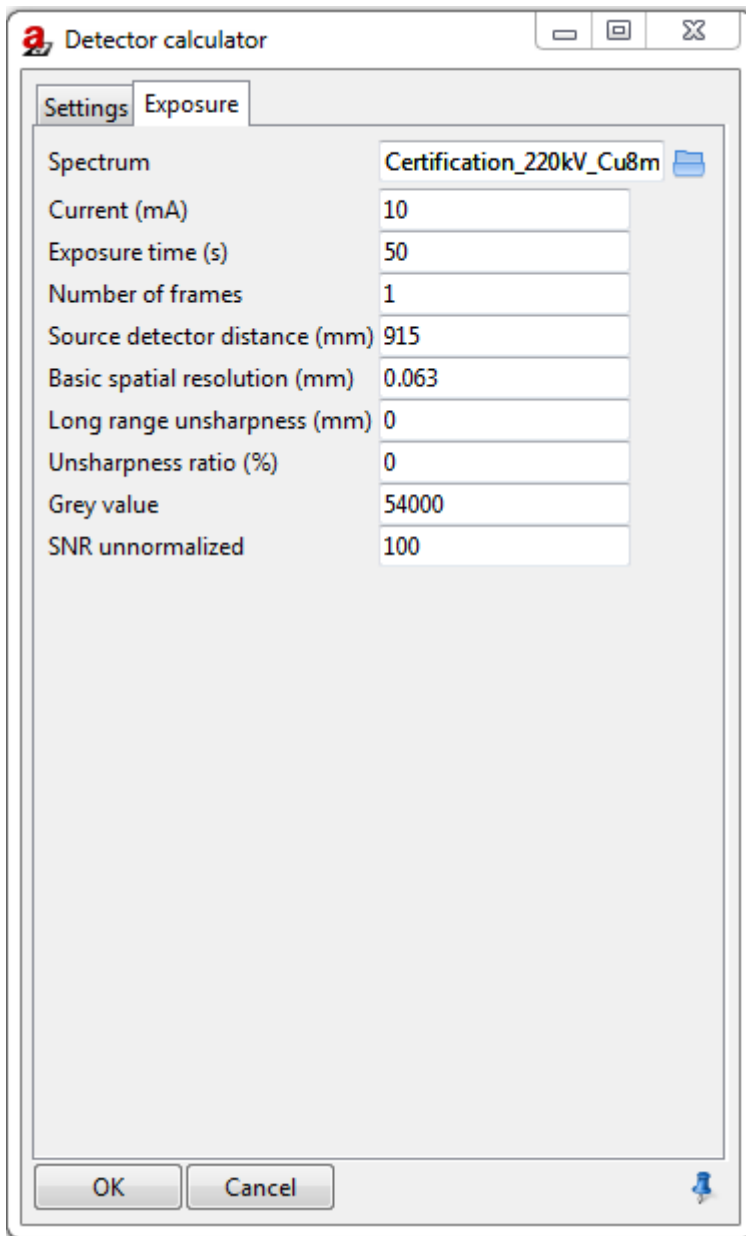 Detector calculator
Settings Exposure
Spectrum Certification_220kV_Cu8m
Current (mA) 10
Exposure time (s) 50
Number of frames 1
Source detector distance (mm) 915
Basic spatial resolution (mm) 0.063
Long range unsharpness (mm) 0
Unsharpness ratio (%) 0
Grey value 54000
SNR unnormalized 100
OK Cancel